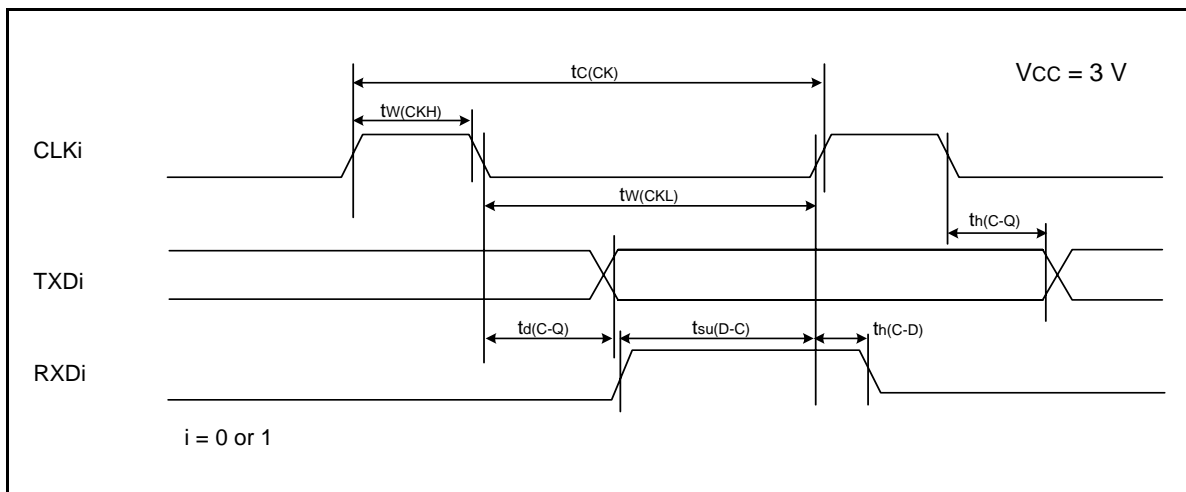 tC(CK)
VCC = 3 V
tW(CKH)
CLKi
tW(CKL)
th(C-Q)
TXDi
td(C-Q)
tsu(D-C)
th(C-D)
RXDi
i = 0 or 1